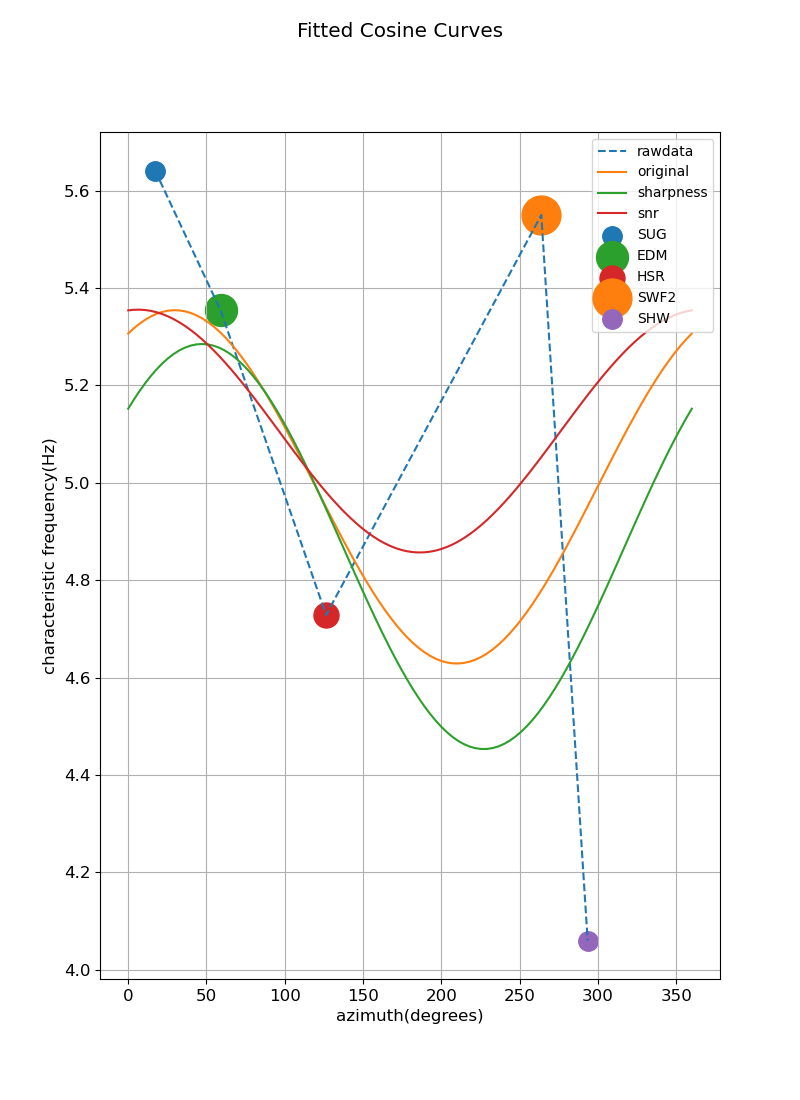 Fitted Cosine Curves
rawdata
original
sharpness
snr
SUG
EDM
HSR
SWF2
SHW
characteristic frequency(Hz)
5.6
5.4
5.2
5.0
4.8
4.6
4.4
4.2
4.0
0 50 100 150 200 250 300 350
azimuth(degrees)